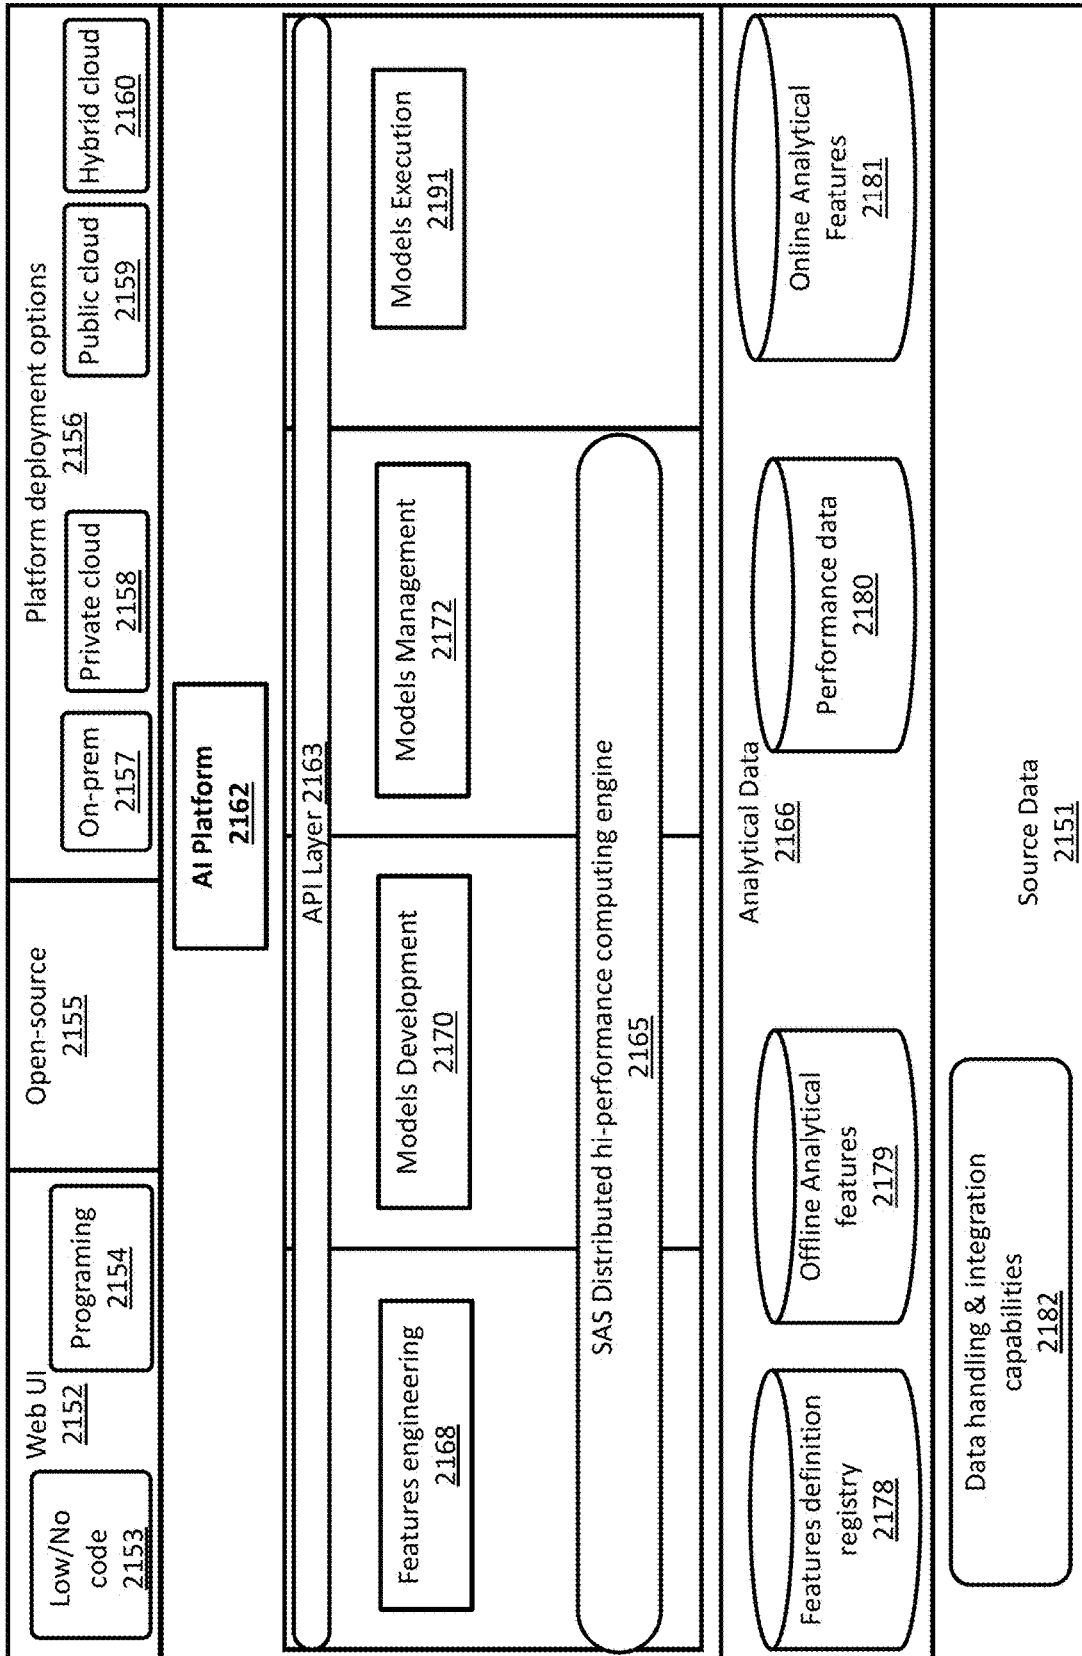 Web UI
2152
Low/No
code
2153
Programing
2154
Open-source
2155
Platform deployment options
2156
On-prem
2157
Private cloud
2158
Public cloud
2159
Hybrid cloud
2160
AI Platform
2162
API Layer 2163
Features engineering
2168
Models Development
2170
Models Management
2172
Models Execution
2191
SAS Distributed hi-performance computing engine
2165
Analytical Data
2166
Features definition
registry
2178
Offline Analytical
features
2179
Performance data
2180
Online Analytical
Features
2181
Data handling & integration
capabilities
2182
Source Data
2151